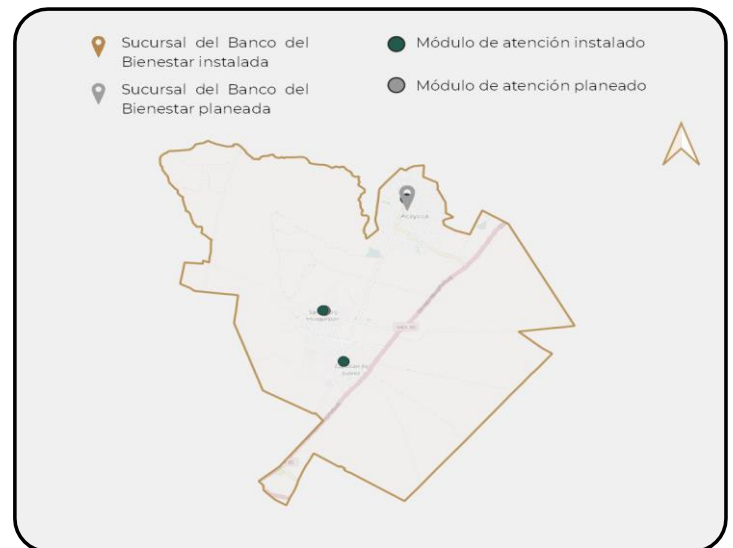 Sucursal del Banco del
Bienestar instalada
Módulo de atención instalado
Sucursal del Banco del
Bienestar planeada
Módulo de atención planeado
Acayuca